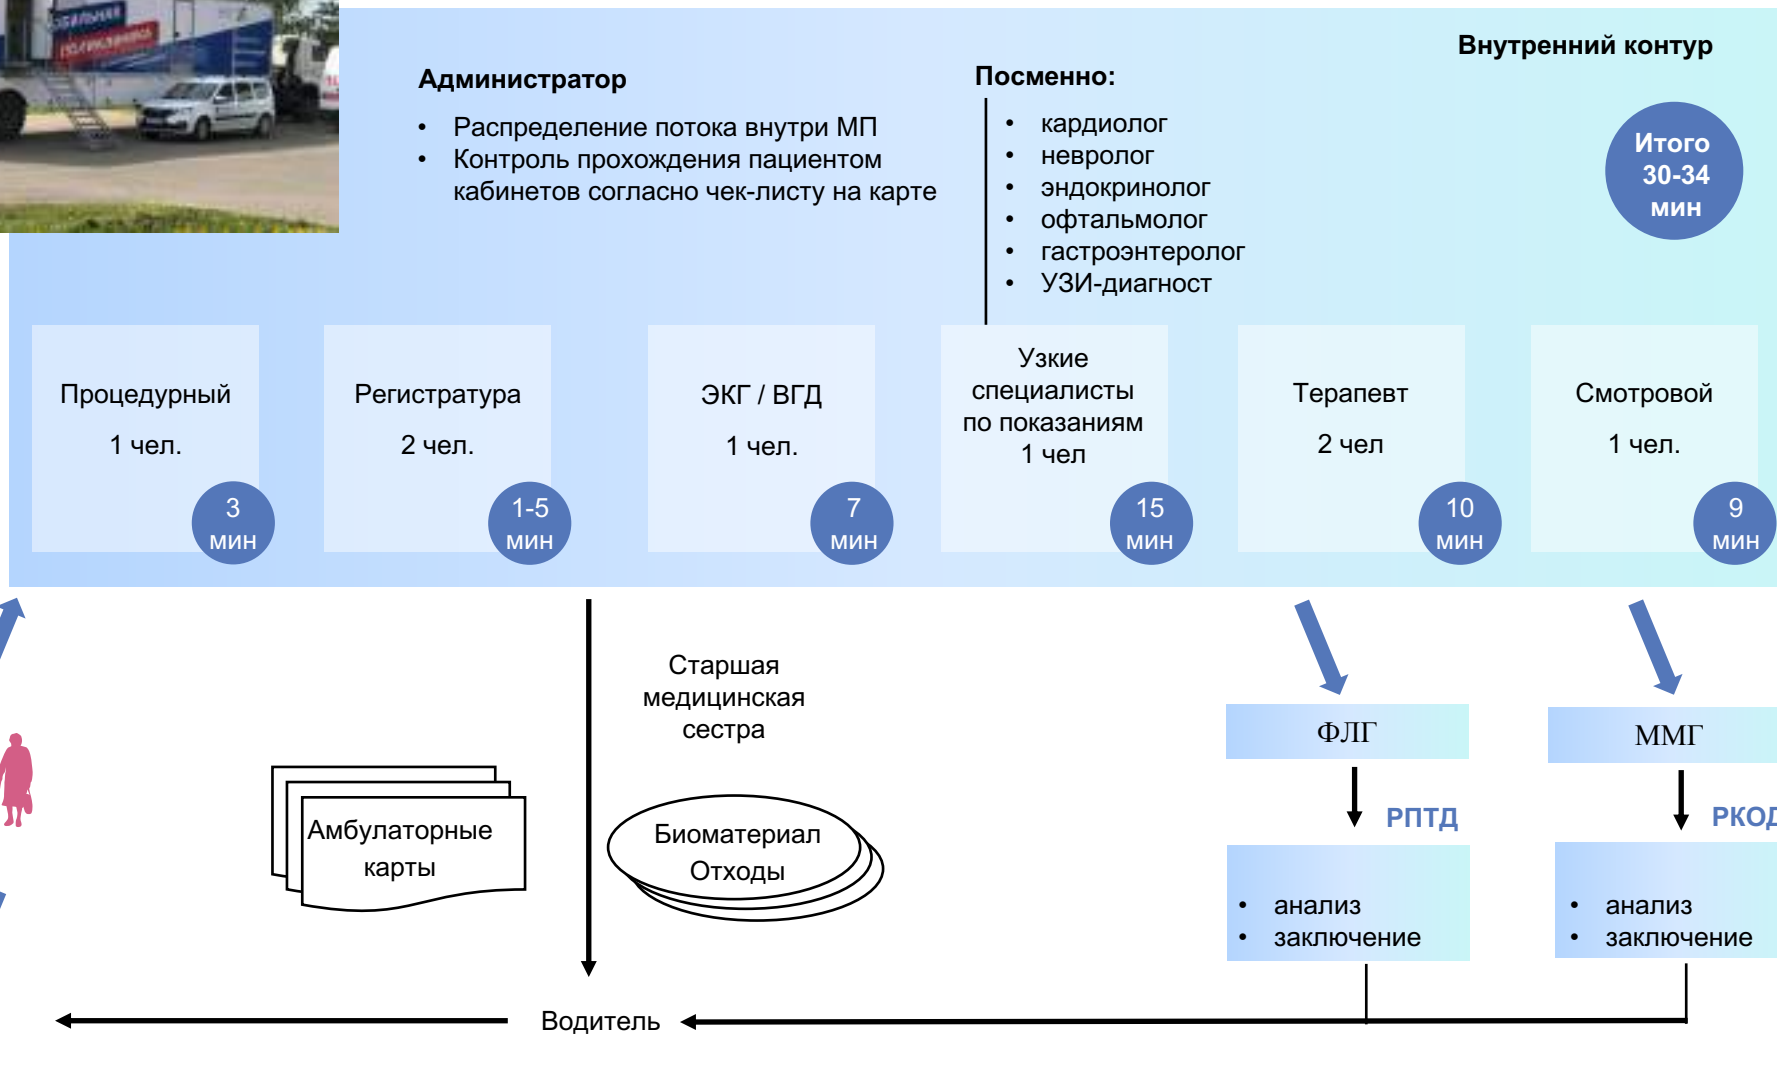 МОБИЛЬНАЯ
ПОЛИКЛИНИКА
Внутренний контур
Администратор
• Распределение потока внутри МП
• Контроль прохождения пациентом
кабинетов согласно чек-листу на карте
Посменно:
• кардиолог
• невролог
• эндокринолог
• офтальмолог
• гастроэнтеролог
• УЗИ-диагност
Итого
30-34
мин
Процедурный
1 чел.
3
мин
Регистратура
2 чел.
1-5
мин
ЭКГ / ВГД
1 чел.
7
мин
Узкие
специалисты
по показаниям
1 чел
15
мин
Терапевт
2 чел
10
мин
Смотровой
1 чел.
9
мин
Старшая
медицинская
сестра
Амбулаторные
карты
Биоматериал
Отходы
ФЛГ
РПТД
• анализ
• заключение
ММГ
РКОД
• анализ
• заключение
Водитель